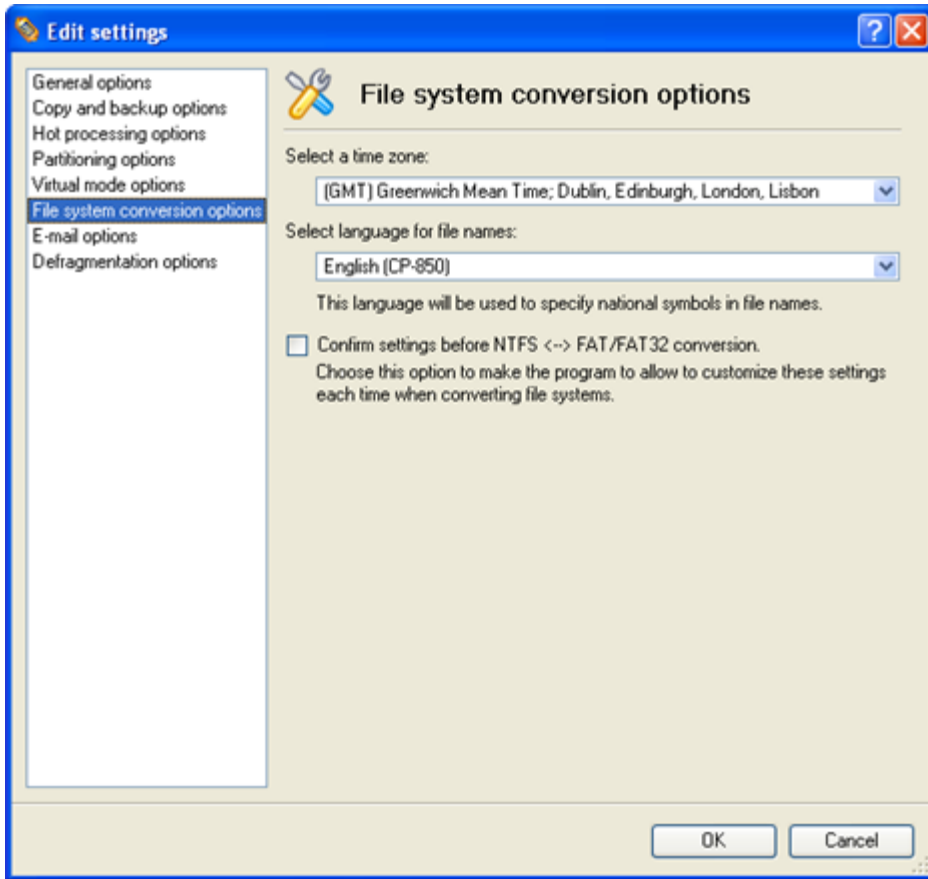 Edit settings
General options
Copy and backup options
Hot processing options
Partitioning options
Virtual mode options
File system conversion options
E-mail options
Defragmentation options
File system conversion options
Select a time zone:
(GMT) Greenwich Mean Time; Dublin, Edinburgh, London, Lisbon
Select language for file names:
English (CP-850)
This language will be used to specify national symbols in file names.
Confirm settings before NTFS <--> FAT/FAT32 conversion.
Choose this option to make the program to allow to customize these settings
each time when converting file systems.
OK
Cancel